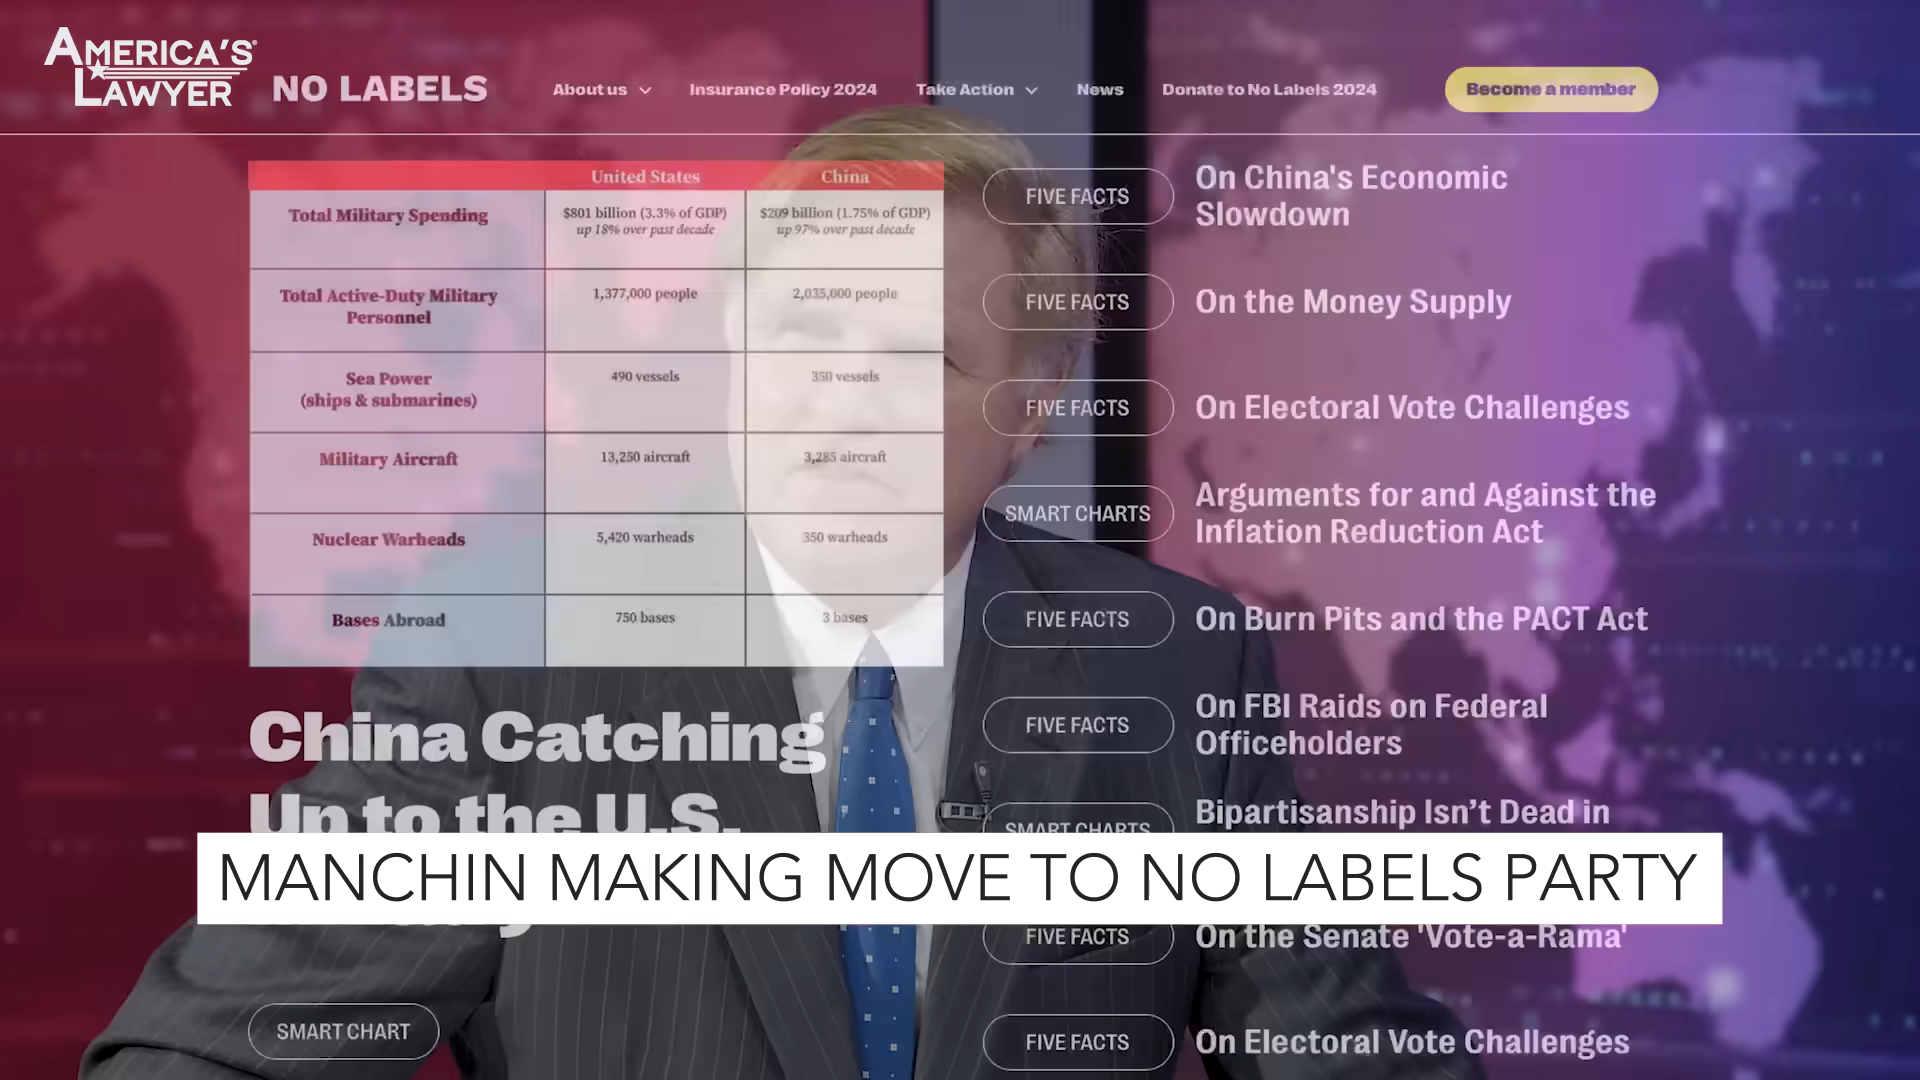 AMERICA'S
LAWYER
NO LABELS
About us
Insurance Policy 2024
Take Action
News
Donate to No Labels 2024
Become a member
United States
China
Total Military Spending
$801 billion (3.3% of GDP)
up 18% over past decade
$209 billion (1.75% of GDP)
up 97% over past decade
Total Active-Duty Military
Personnel
1,377,000 people
2,035,000 people
Sea Power
(ships & submarines)
490 vessels
350 vessels
Military Aircraft
13,250 aircraft
3,285 aircraft
Nuclear Warheads
5,420 warheads
350 warheads
Bases Abroad
750 bases
3 bases
China Catching
Up to the U.S.
SMART CHART
FIVE FACTS
On China's Economic
Slowdown
FIVE FACTS
On the Money Supply
FIVE FACTS
On Electoral Vote Challenges
SMART CHARTS
Arguments for and Against the
Inflation Reduction Act
FIVE FACTS
On Burn Pits and the PACT Act
FIVE FACTS
On FBI Raids on Federal
Officeholders
SMART CHARTS
Bipartisanship Isn’t Dead in
MANCHIN MAKING MOVE TO NO LABELS PARTY
FIVE FACTS
On the Senate 'Vote-a-Rama'
FIVE FACTS
On Electoral Vote Challenges